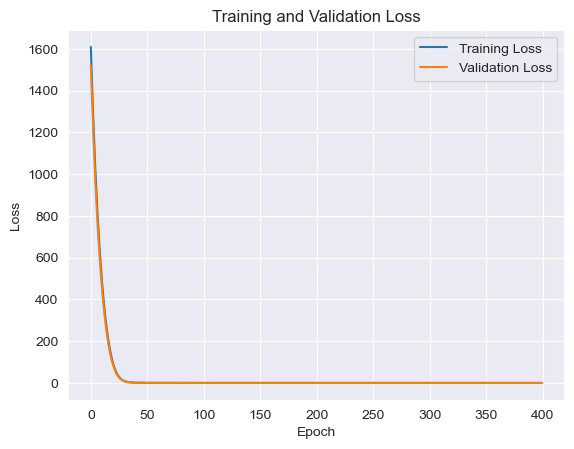 Training and Validation Loss
Training Loss
Validation Loss
1600
1400
1200
1000
800
600
400
200
0
Loss
0 50 100 150 200 250 300 350 400
Epoch